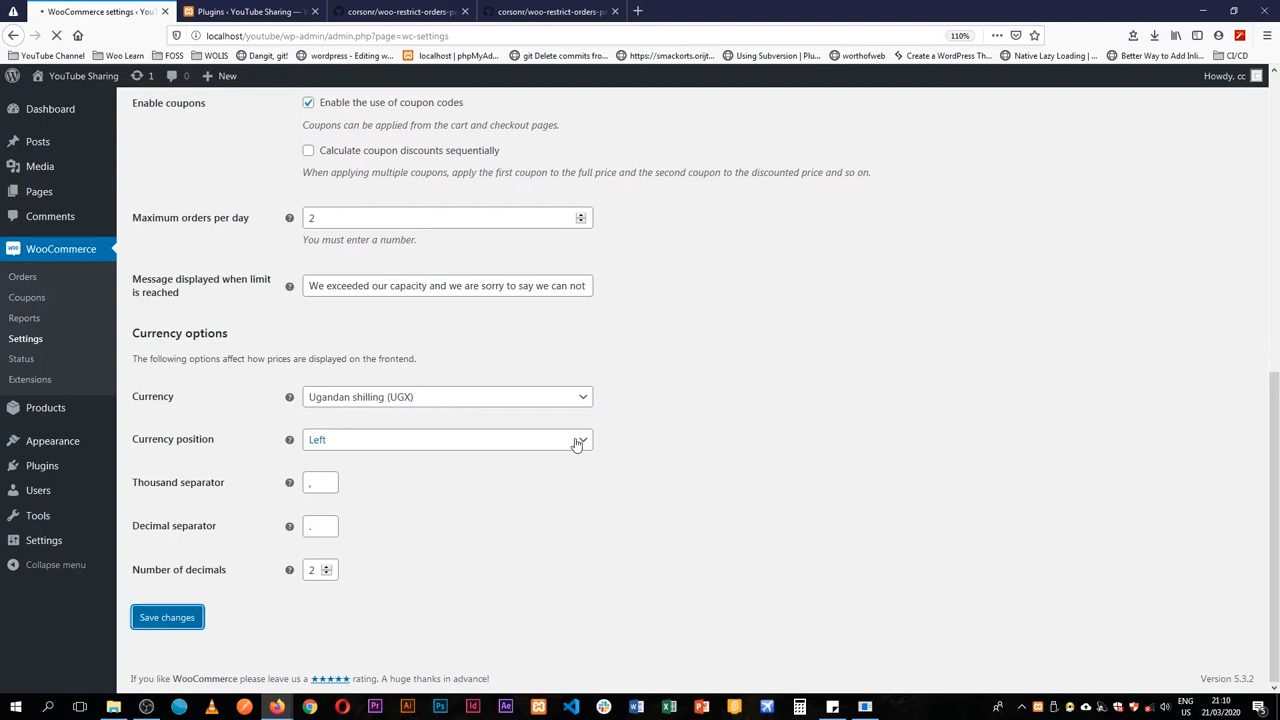 WooCommerce settings ‹ YouTube S
Plugins ‹ YouTube Sharing —
corsonr/woo-restrict-orders-pe
corsonr/woo-restrict-orders-pe
localhost/youtube/wp-admin/admin.php?page=wc-settings
110%
YouTube Channel
Woo Learn
FOSS
WOLIS
Dangit, git!
wordpress - Editing w
localhost | phpMyAd...
git Delete commits fro...
https://smackorts.orijt...
Using Subversion | Plu...
worthofweb
Create a WordPress Th...
Native Lazy Loading | ...
Better Way to Add Inli...
CI/CD
YouTube Sharing
1
0
New
Howdy, cc
Dashboard
Posts
Media
Pages
Comments
WooCommerce
Orders
Coupons
Reports
Settings
Status
Extensions
Products
Appearance
Plugins
Users
Tools
Settings
Collapse menu
Enable coupons
Enable the use of coupon codes
Coupons can be applied from the cart and checkout pages.
Calculate coupon discounts sequentially
When applying multiple coupons, apply the first coupon to the full price and the second coupon to the discounted price and so on.
Maximum orders per day
2
You must enter a number.
Message displayed when limit is reached
We exceeded our capacity and we are sorry to say we can not
Currency options
The following options affect how prices are displayed on the frontend.
Currency
Ugandan shilling (UGX)
Currency position
Left
Thousand separator
,
Decimal separator
.
Number of decimals
2
Save changes
If you like WooCommerce please leave us a ★★★★★ rating. A huge thanks in advance!
Version 5.3.2
ENG
US
21:10
21/03/2020